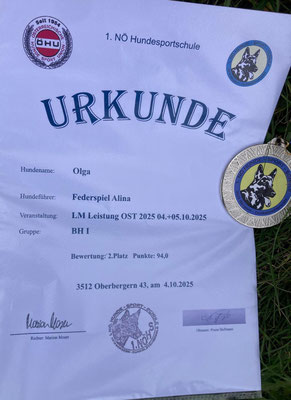 Seit 1954
ÖHU
1. NÖ Hundesportschule
URKUNDE
Hundename: Olga
Hundeführer: Federspiel Alina
Veranstaltung: LM Leistung OST 2025 04.+05.10.2025
Gruppe: BH I
Bewertung: 2.Platz Punkte: 94,0
3512 Oberbergern 43, am 4.10.2025